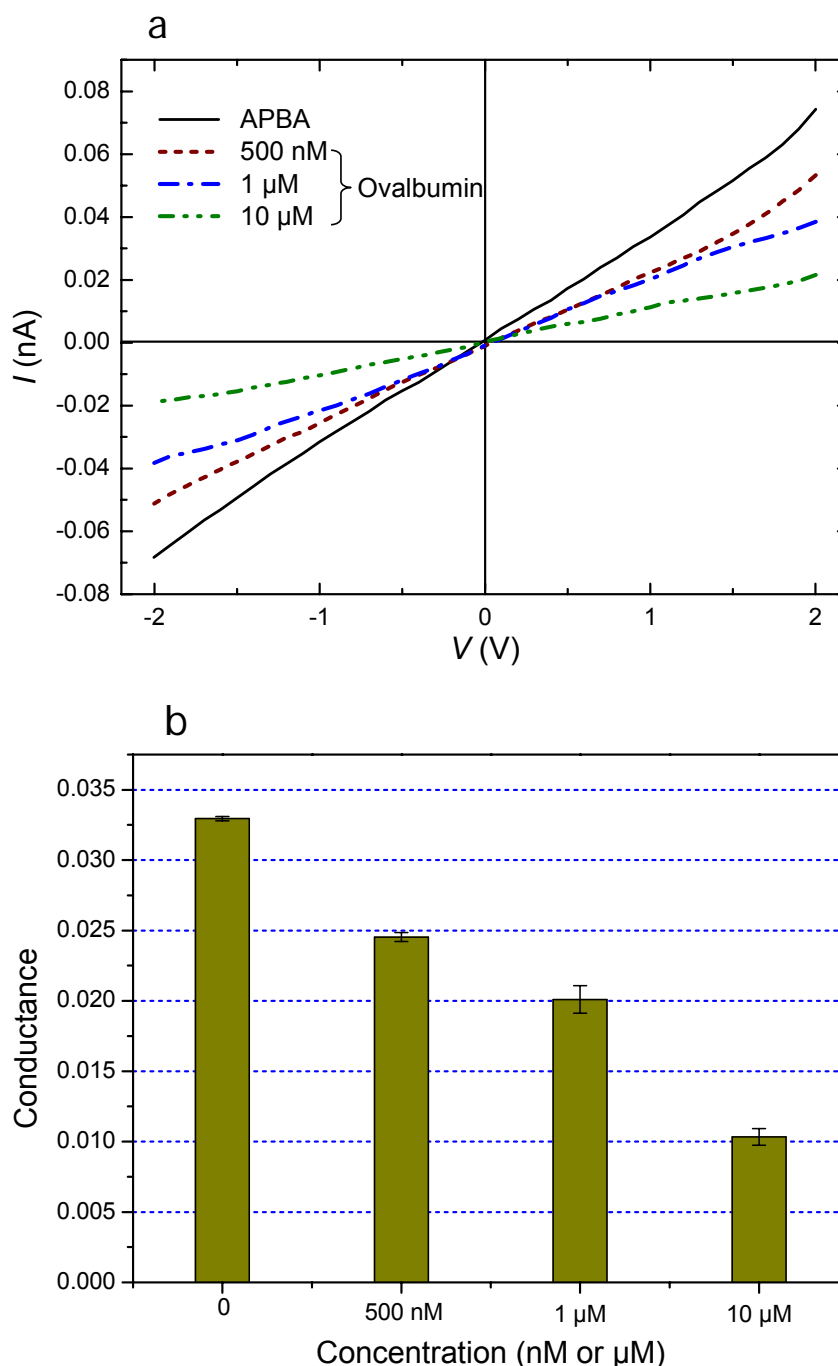 a
0.08
0.06
0.04
0.02
0.00
-0.02
-0.04
-0.06
-0.08
I (nA)
APBA
500 nM
1 µM
10 µM
Ovalbumin
-2
-1
0
1
2
V (V)
b
0.035
0.030
0.025
0.020
0.015
0.010
0.005
0.000
Conductance
0
500 nM
1 µM
10 µM
Concentration (nM or µM)